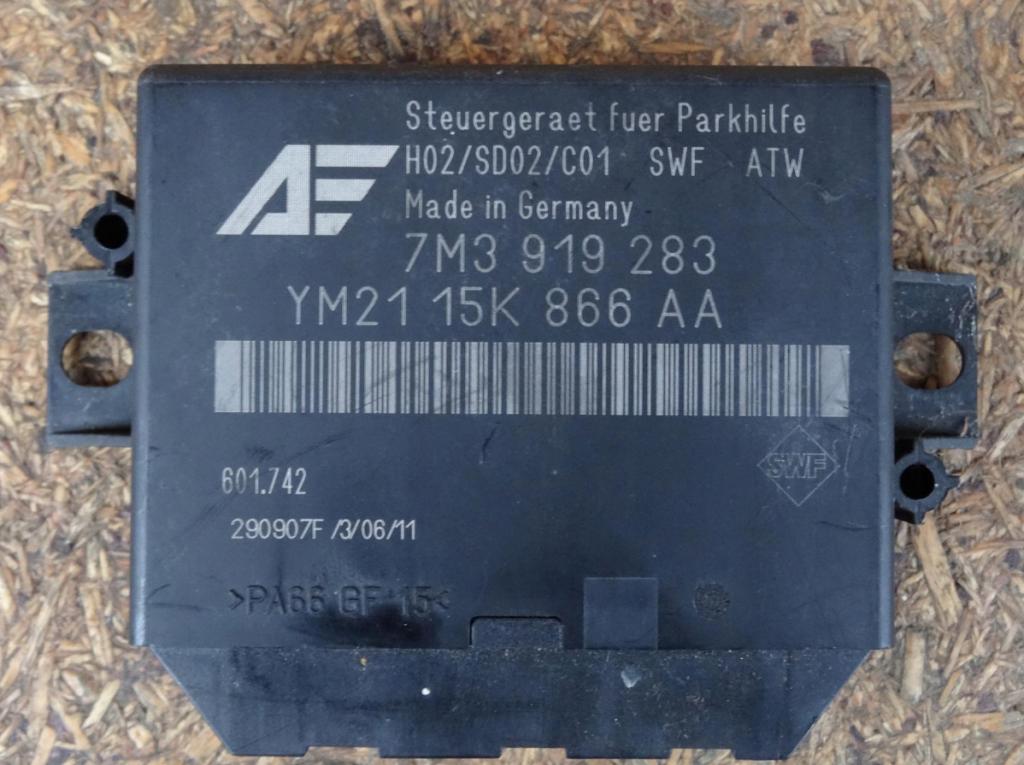 Steuergeraet fuer Parkhilfe
H02/SD02/C01 SWF ATW
Made in Germany
7M3 919 283
YM21 15K 866 AA
SWF
601.742
290907F /3/06/11
>PA66 GF 15<